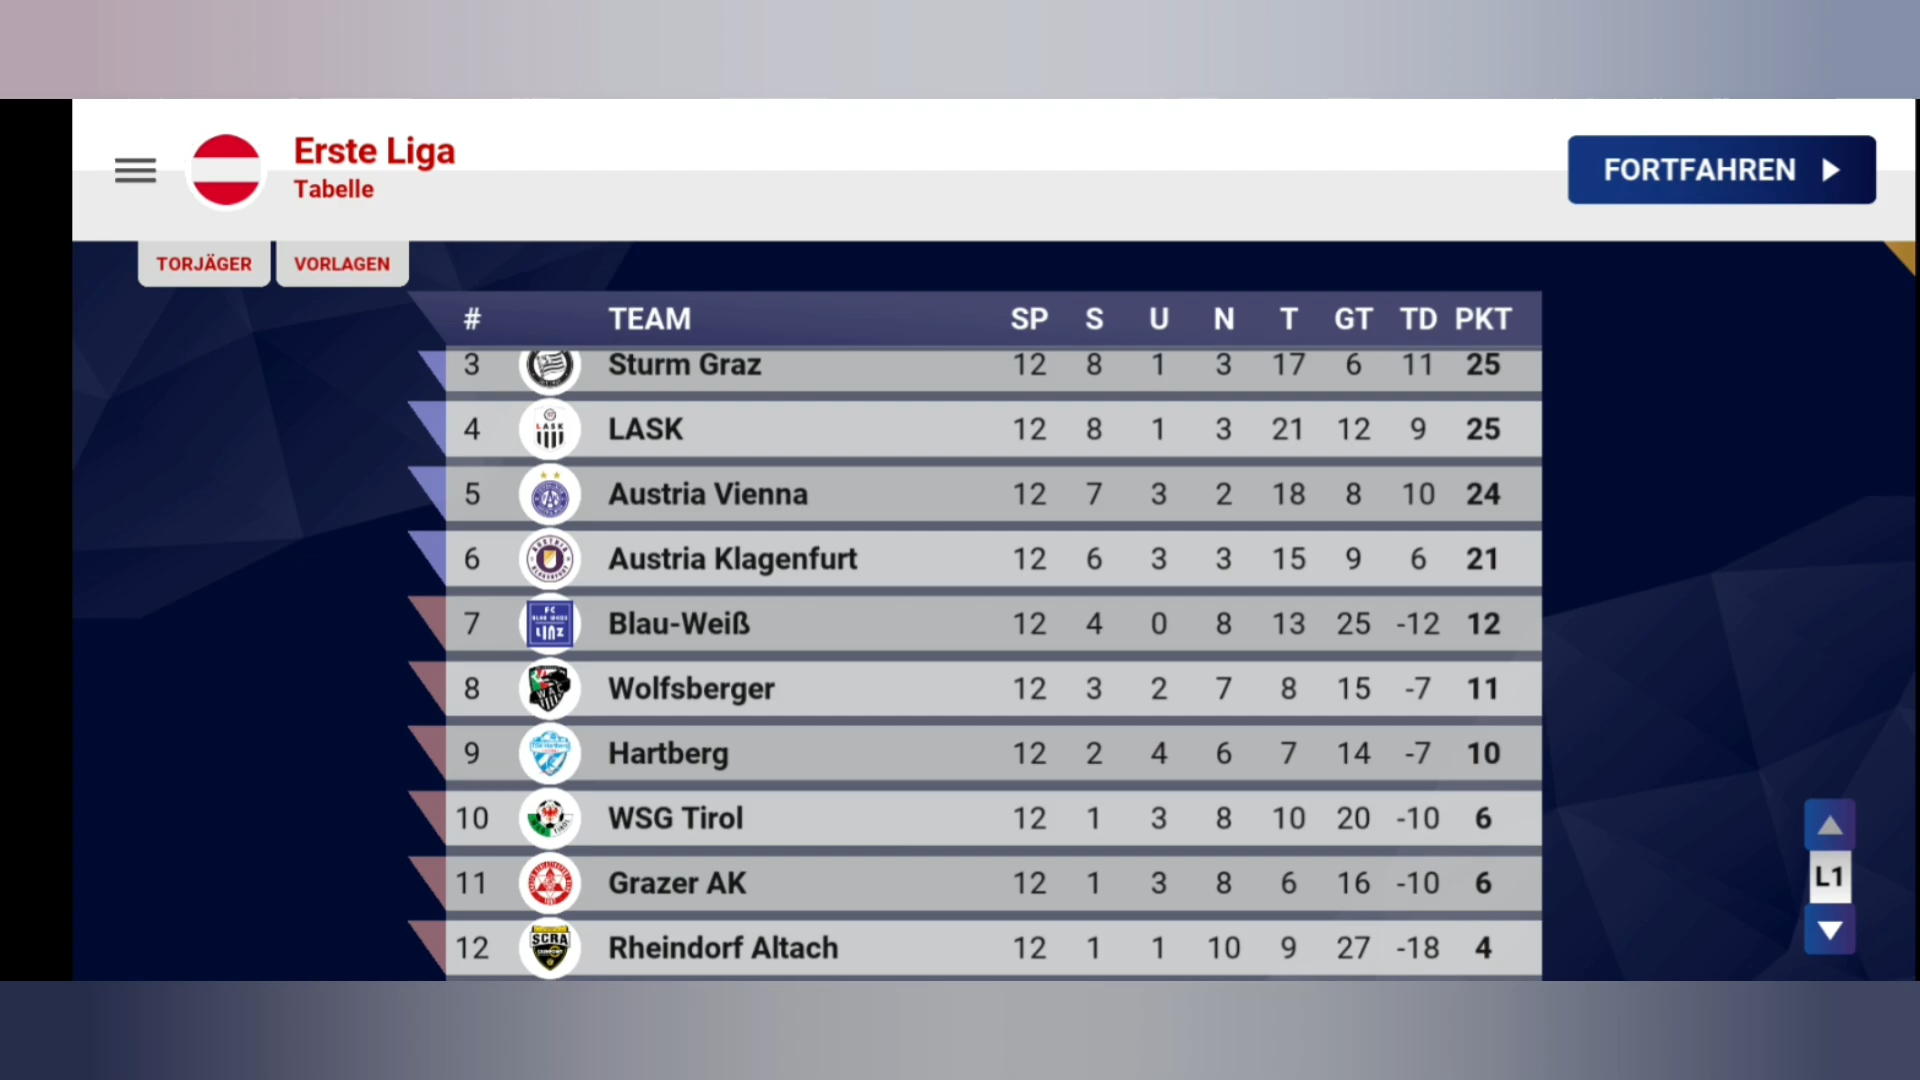 Erste Liga
Tabelle
FORTFAHREN
TORJÄGER VORLAGEN
# TEAM SP S U N T GT TD PKT
3 Sturm Graz 12 8 1 3 17 6 11 25
4 LASK LASK 12 8 1 3 21 12 9 25
5 Austria Vienna 12 7 3 2 18 8 10 24
6 Austria Klagenfurt 12 6 3 3 15 9 6 21
7 FC LINZ Blau-Weiß 12 4 0 8 13 25 -12 12
8 WAC Wolfsberger 12 3 2 7 8 15 -7 11
9 Hartberg 12 2 4 6 7 14 -7 10
10 WSG Tirol 12 1 3 8 10 20 -10 6
11 Grazer AK 12 1 3 8 6 16 -10 6
12 SCRA Rheindorf Altach 12 1 1 10 9 27 -18 4
L1